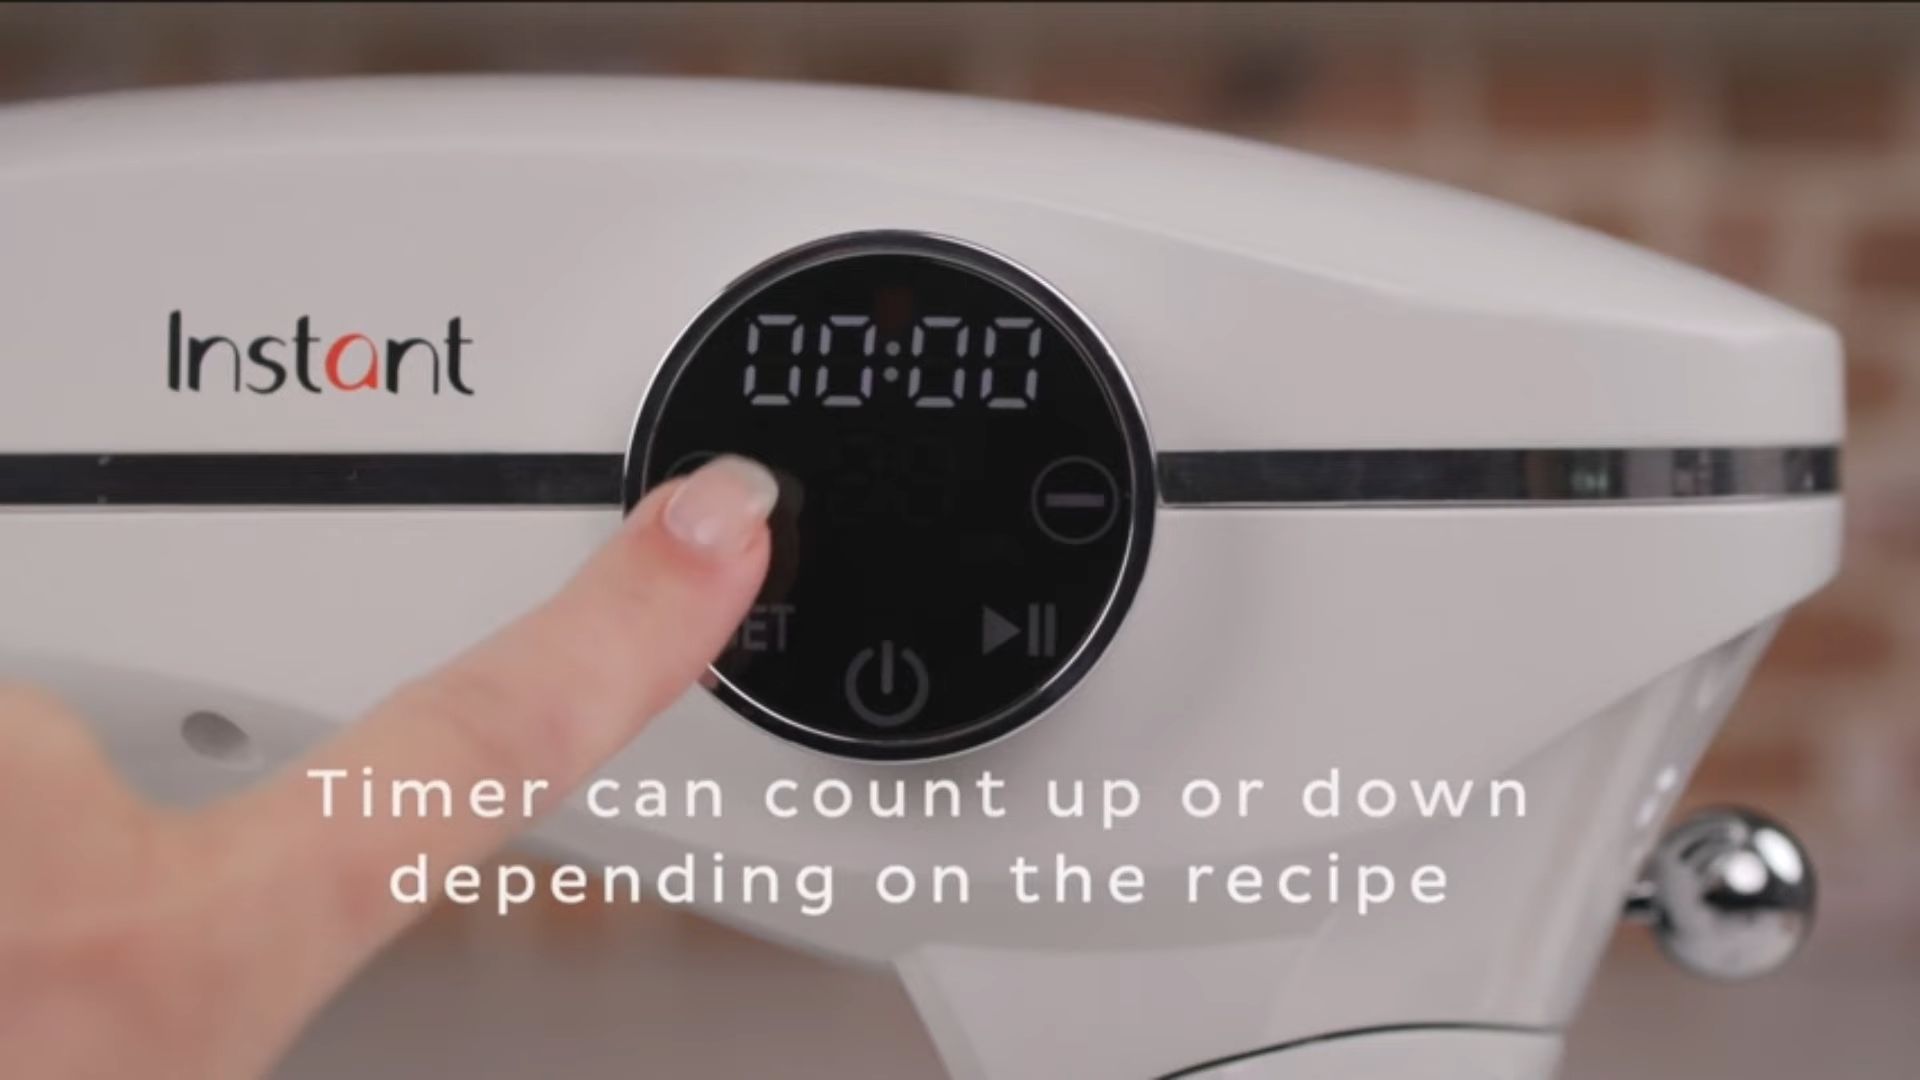 Instant
00:00
Timer can count up or down
depending on the recipe